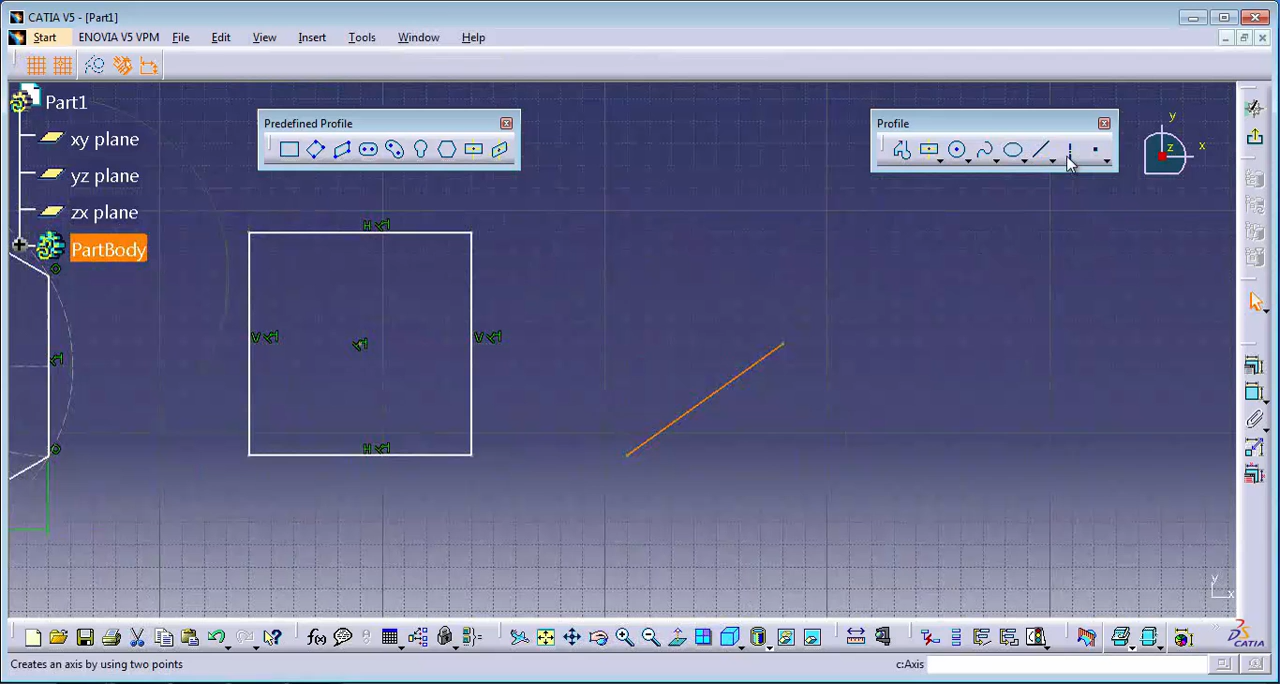 CATIA V5 - [Part1]
Start ENOVIA V5 VPM File Edit View Insert Tools Window Help
Part1
xy plane
yz plane
zx plane
PartBody
Predefined Profile
Profile
y
z
x
H
V
V
H
y
x
f(x)
CATIA
Creates an axis by using two points
c:Axis